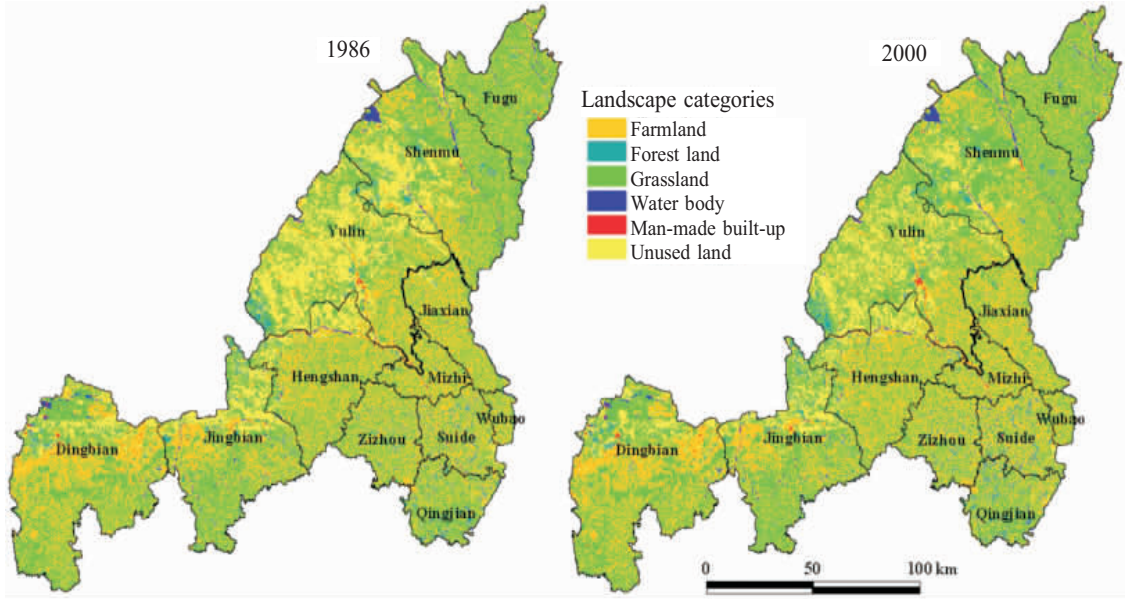 1986
Fugu
Shenmu
Yulin
Jiaxian
Hengshan
Mizhi
Wubao
Dingbian
Jingbian
Zizhou
Suide
Qingjian
Landscape categories
Farmland
Forest land
Grassland
Water body
Man-made built-up
Unused land
2000
Fugu
Shenmu
Yulin
Jiaxian
Hengshan
Mizhi
Wubao
Dingbian
Jingbian
Zizhou
Suide
Qingjian
0 50 100 km